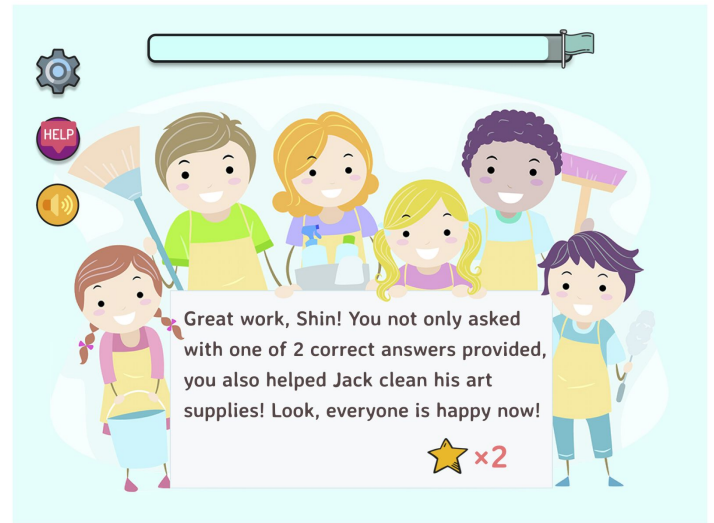 HELP
Great work, Shin! You not only asked
with one of 2 correct answers provided,
you also helped Jack clean his art
supplies! Look, everyone is happy now!
×2